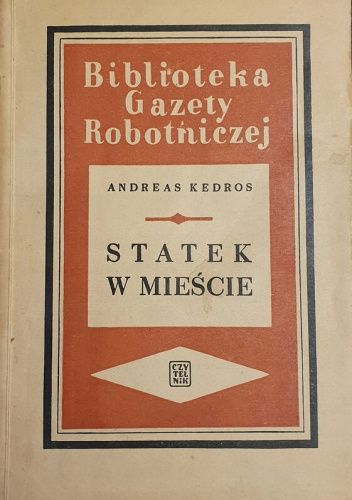 Biblioteka
Gazety
Robotniczej
ANDREAS KEDROS
STATEK
W MIEŚCIE
CZY
TEL
NIK